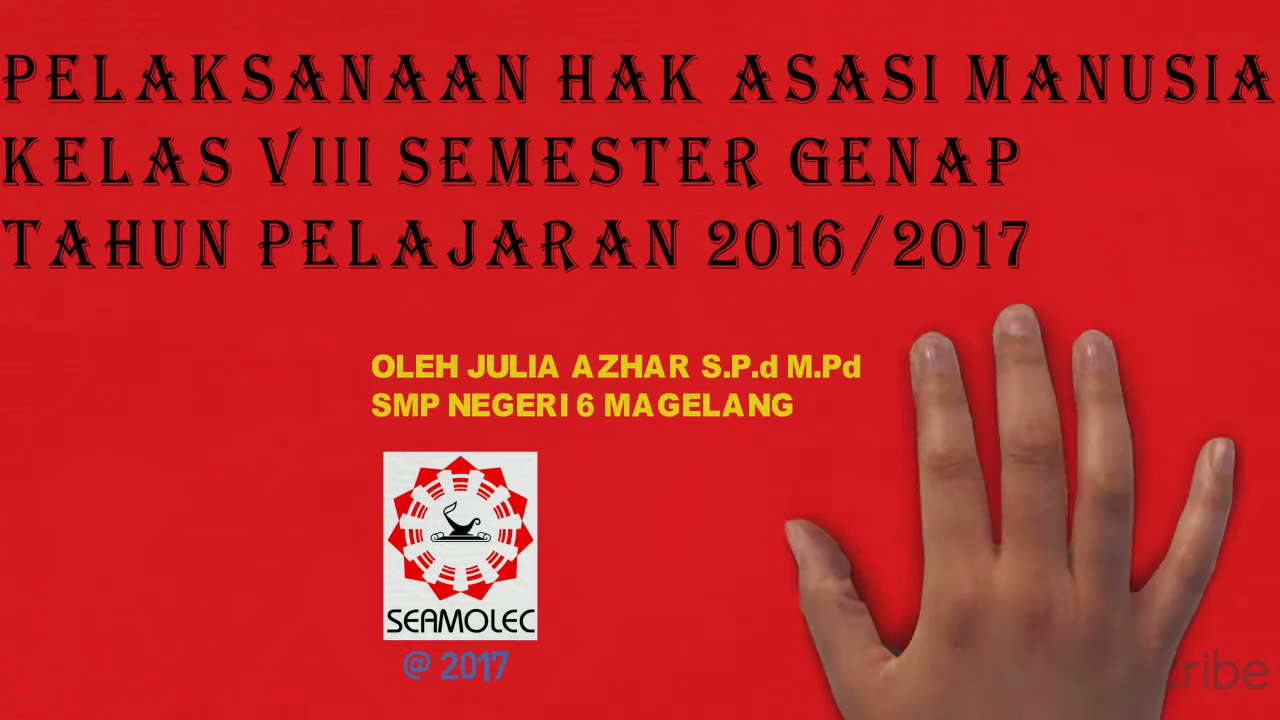 PELAKSANAAN HAK ASASI MANUSIA
KELAS VIII SEMESTER GENAP
TAHUN PELAJARAN 2016/2017
OLEH JULIA AZHAR S.P.d M.Pd
SMP NEGERI 6 MAGELANG
SEAMOLEC
@ 2017